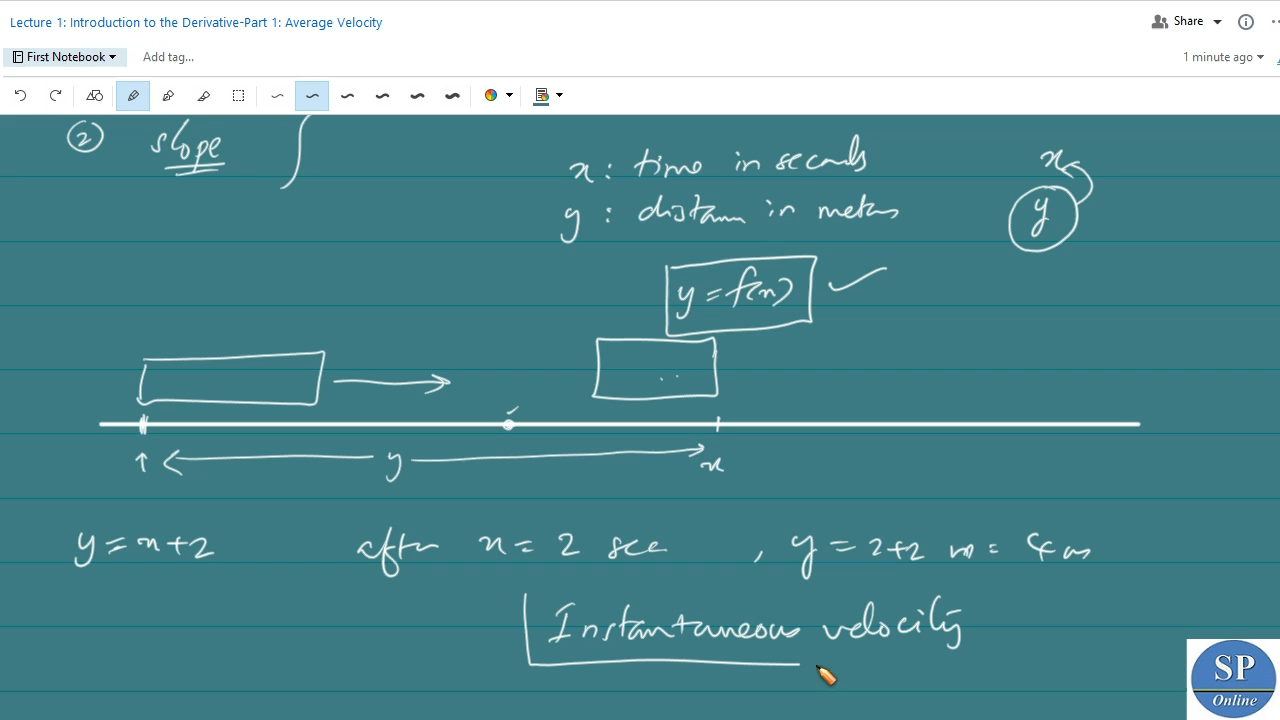 Lecture 1: Introduction to the Derivative-Part 1: Average Velocity
Share
First Notebook
Add tag...
1 minute ago
2 slope
x: time in seconds
y: distance in meters
x
y
y = f(x)
y
x
y = x+2 after x = 2 sec , y = 2+2 m = 4 m
Instantaneous velocity
SP
Online